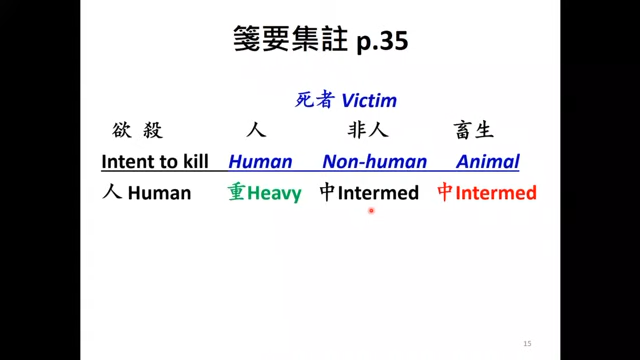 箋要集註 p.35
死者 Victim
欲 殺 人 非人 畜生
Intent to kill Human Non-human Animal
人 Human 重Heavy 中Intermed 中Intermed
15